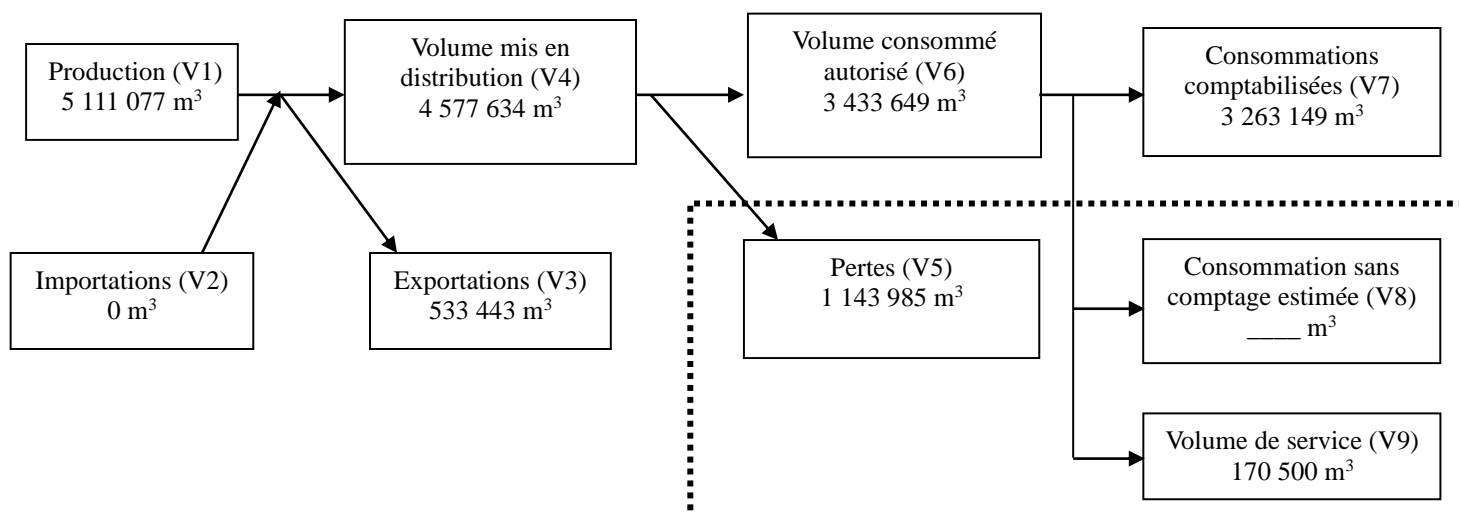 Production (V1)
5 111 077 m³
Volume mis en
distribution (V4)
4 577 634 m³
Volume consommé
autorisé (V6)
3 433 649 m³
Consommations
comptabilisées (V7)
3 263 149 m³
Importations (V2)
0 m³
Exportations (V3)
533 443 m³
Pertes (V5)
1 143 985 m³
Consommation sans
comptage estimée (V8)
____ m³
Volume de service (V9)
170 500 m³